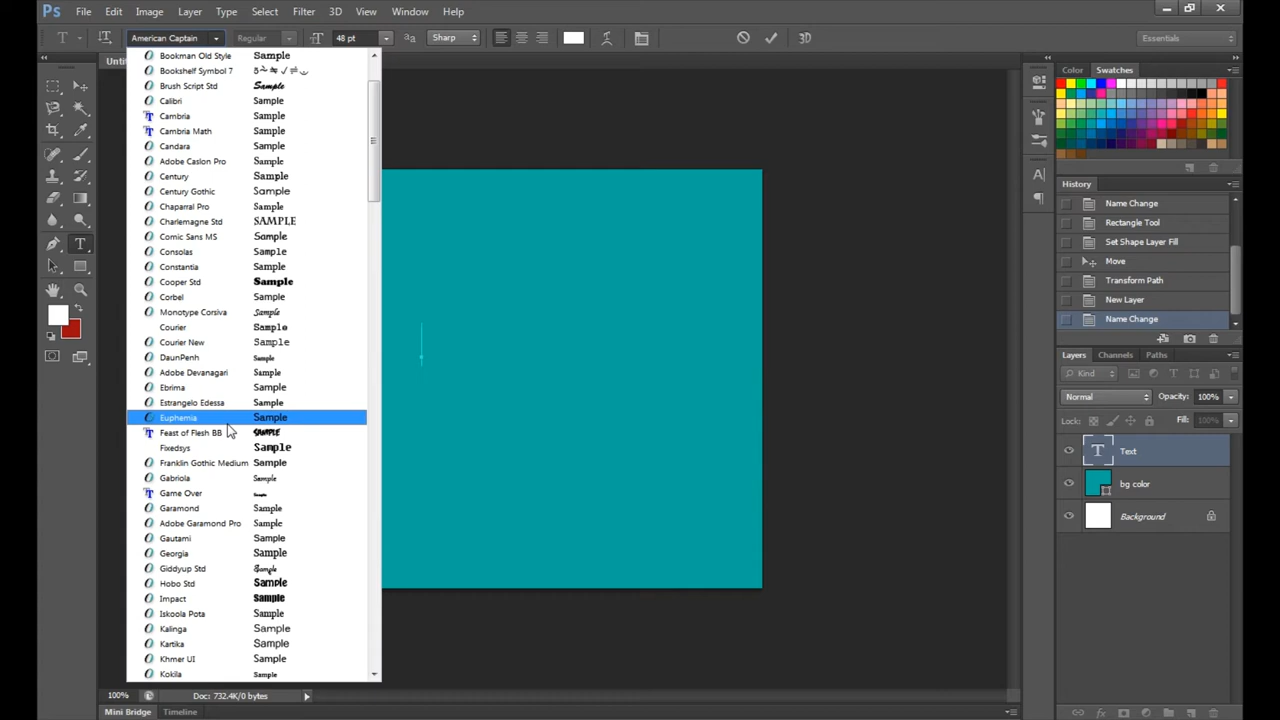 Ps File Edit Image Layer Type Select Filter 3D View Window Help
T American Captain Regular 48 pt aa Sharp 3D Essentials
Bookman Old Style Sample
Bookshelf Symbol 7
Brush Script Std Sample
Calibri Sample
Cambria Sample
Cambria Math Sample
Candara Sample
Adobe Caslon Pro Sample
Century Sample
Century Gothic Sample
Chaparral Pro Sample
Charlemagne Std SAMPLE
Comic Sans MS Sample
Consolas Sample
Constantia Sample
Cooper Std Sample
Corbel Sample
Monotype Corsiva Sample
Courier Sample
Courier New Sample
DaunPenh Sample
Adobe Devanagari Sample
Ebrima Sample
Estrangelo Edessa Sample
Euphemia Sample
Feast of Flesh BB SAMPLE
Fixedsys Sample
Franklin Gothic Medium Sample
Gabriola Sample
Game Over Sample
Garamond Sample
Adobe Garamond Pro Sample
Gautami Sample
Georgia Sample
Giddyup Std Sample
Hobo Std Sample
Impact Sample
Iskoola Pota Sample
Kalinga Sample
Kartika Sample
Khmer UI Sample
Kokila Sample
Color Swatches
History
Name Change
Rectangle Tool
Set Shape Layer Fill
Move
Transform Path
New Layer
Name Change
Layers Channels Paths
Kind
Normal Opacity: 100%
Lock: Fill: 100%
Text
bg color
Background
100% Doc: 732.4K/0 bytes
Mini Bridge Timeline